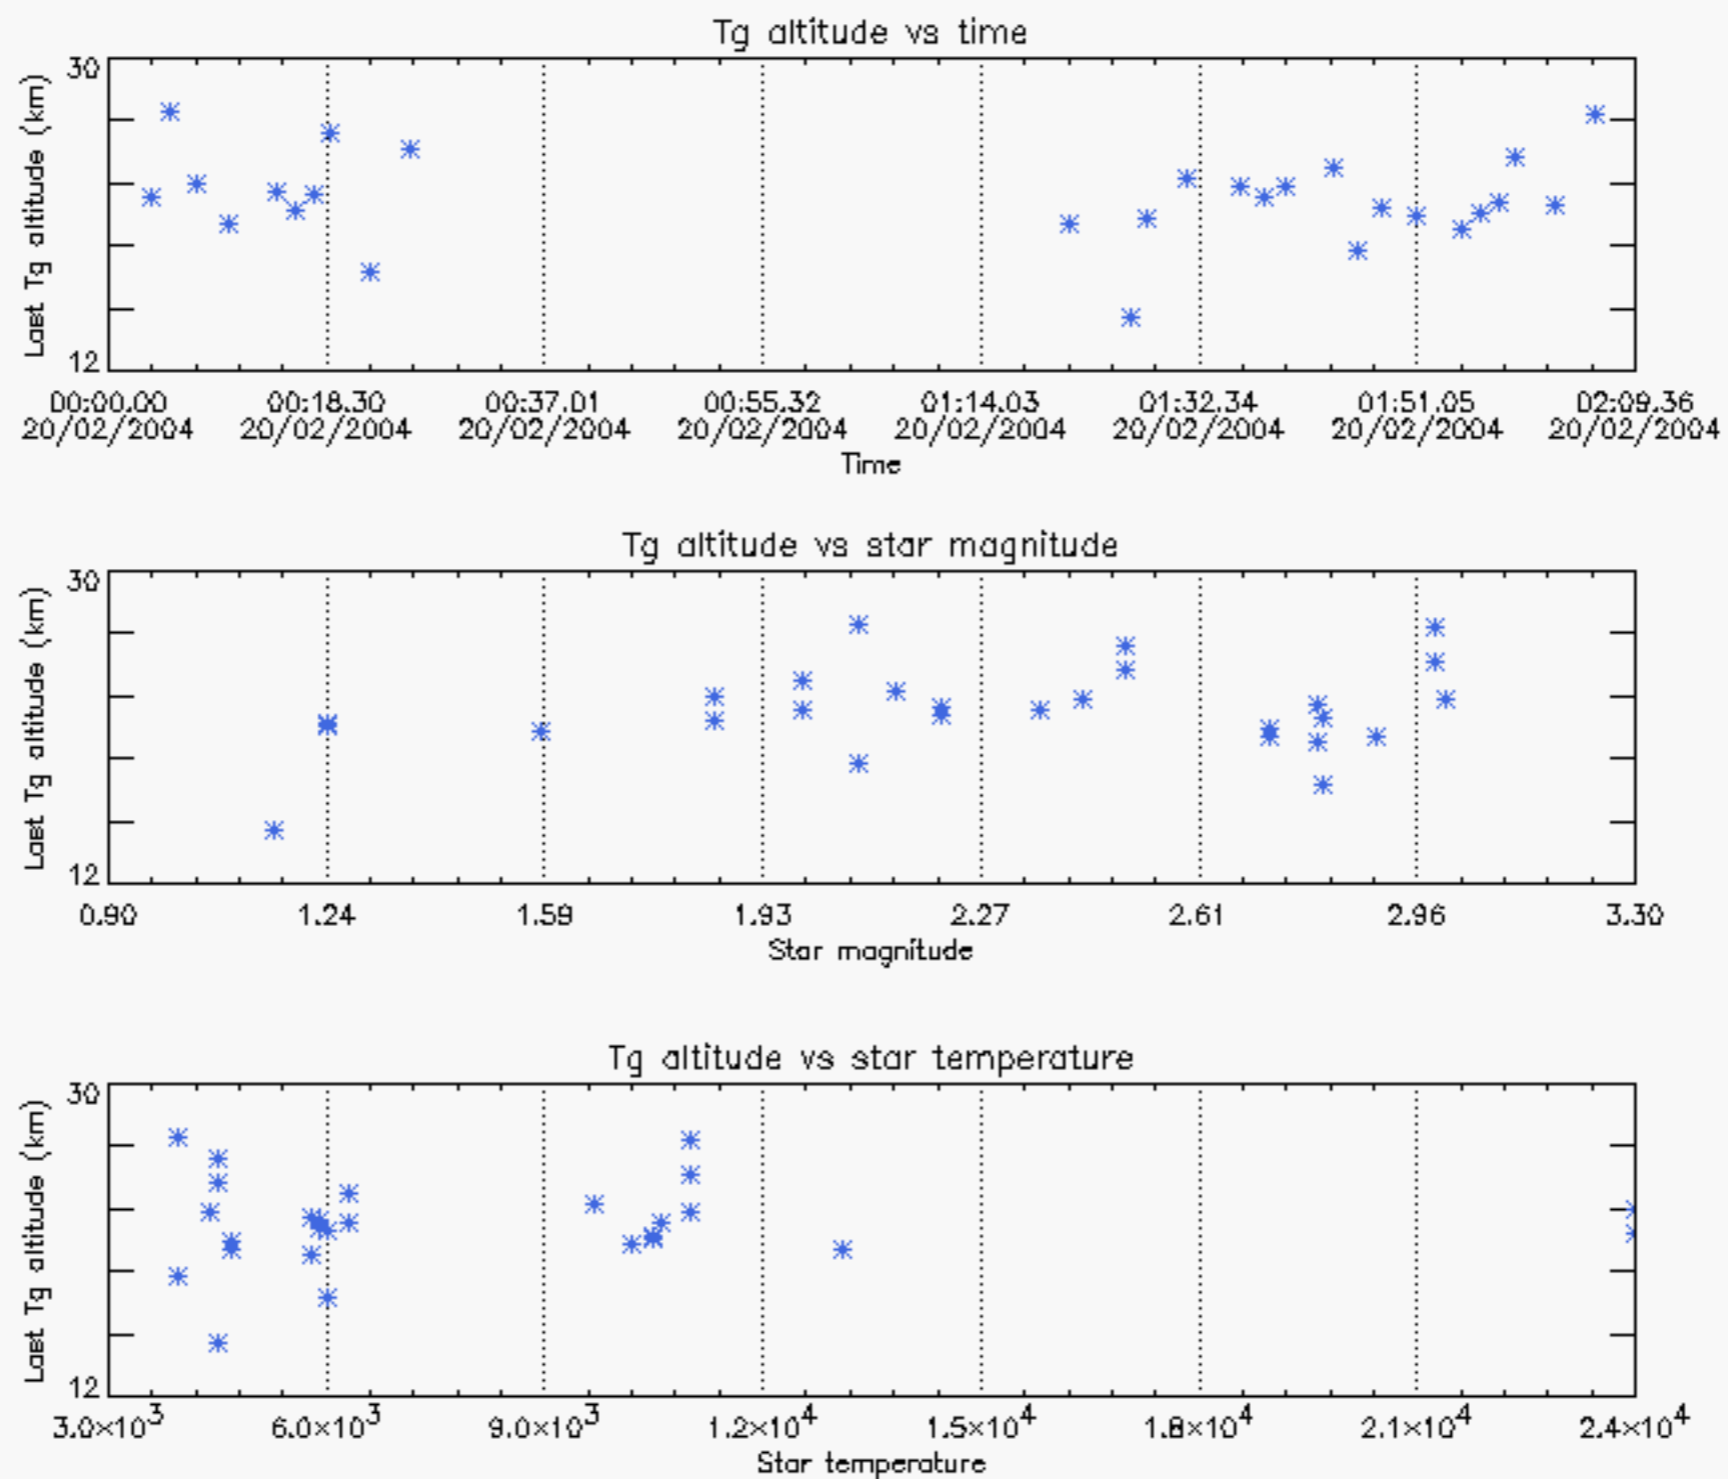 Tg altitude vs time
30
Last Tg altitude (km)
12
00:00.00 00:18.30 00:37.01 00:55.32 01:14.03 01:32.34 01:51.05 02:09.36
20/02/2004 20/02/2004 20/02/2004 20/02/2004 20/02/2004 20/02/2004 20/02/2004 20/02/2004
Time
Tg altitude vs star magnitude
30
Last Tg altitude (km)
12
0.90 1.24 1.59 1.93 2.27 2.61 2.96 3.30
Star magnitude
Tg altitude vs star temperature
30
Last Tg altitude (km)
12
3.0×10³ 6.0×10³ 9.0×10³ 1.2×10⁴ 1.5×10⁴ 1.8×10⁴ 2.1×10⁴ 2.4×10⁴
Star temperature